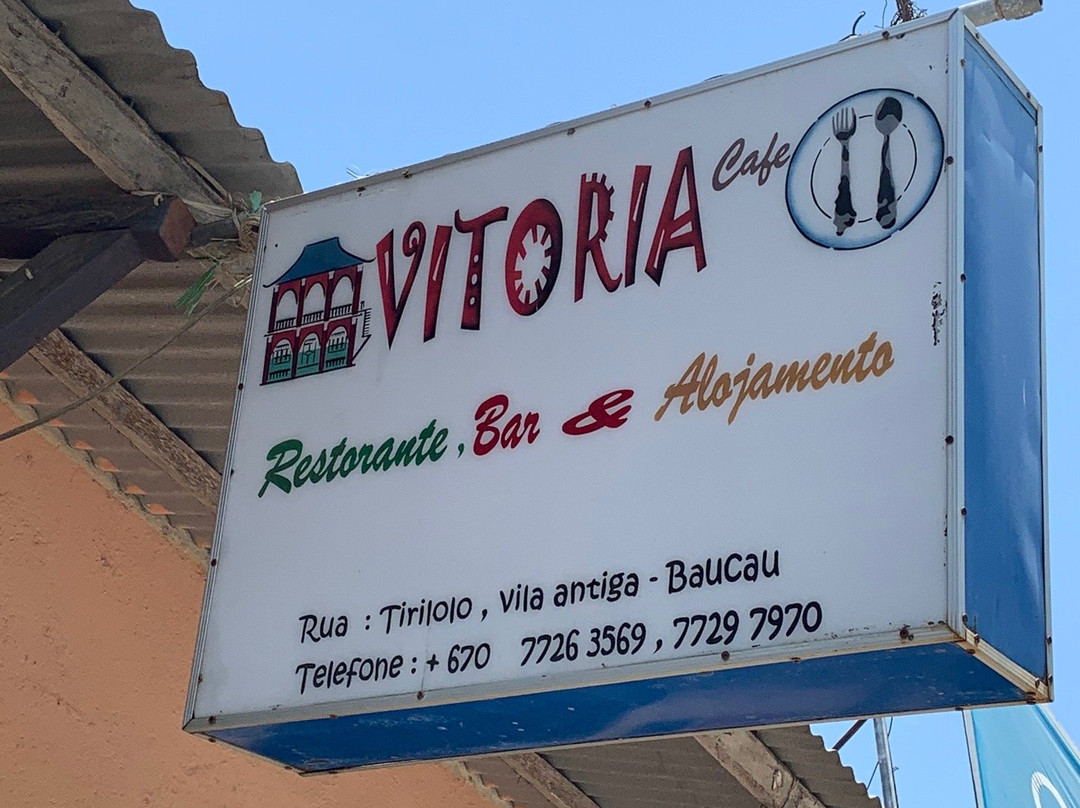 VITORIA Cafe
Restorante, Bar & Alojamento
Rua : Tirilolo, vila antiga - Baucau
Telefone : + 670 7726 3569, 7729 7970